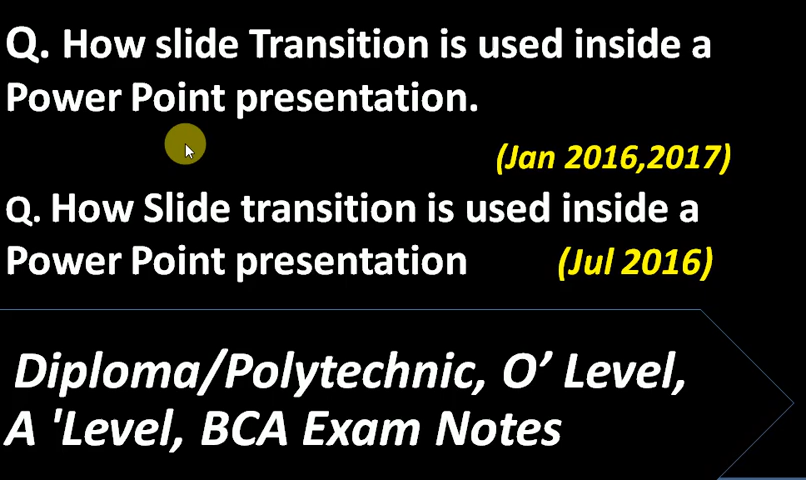 Q. How slide Transition is used inside a
Power Point presentation.
(Jan 2016,2017)
Q. How Slide transition is used inside a
Power Point presentation (Jul 2016)
Diploma/Polytechnic, O’ Level,
A 'Level, BCA Exam Notes